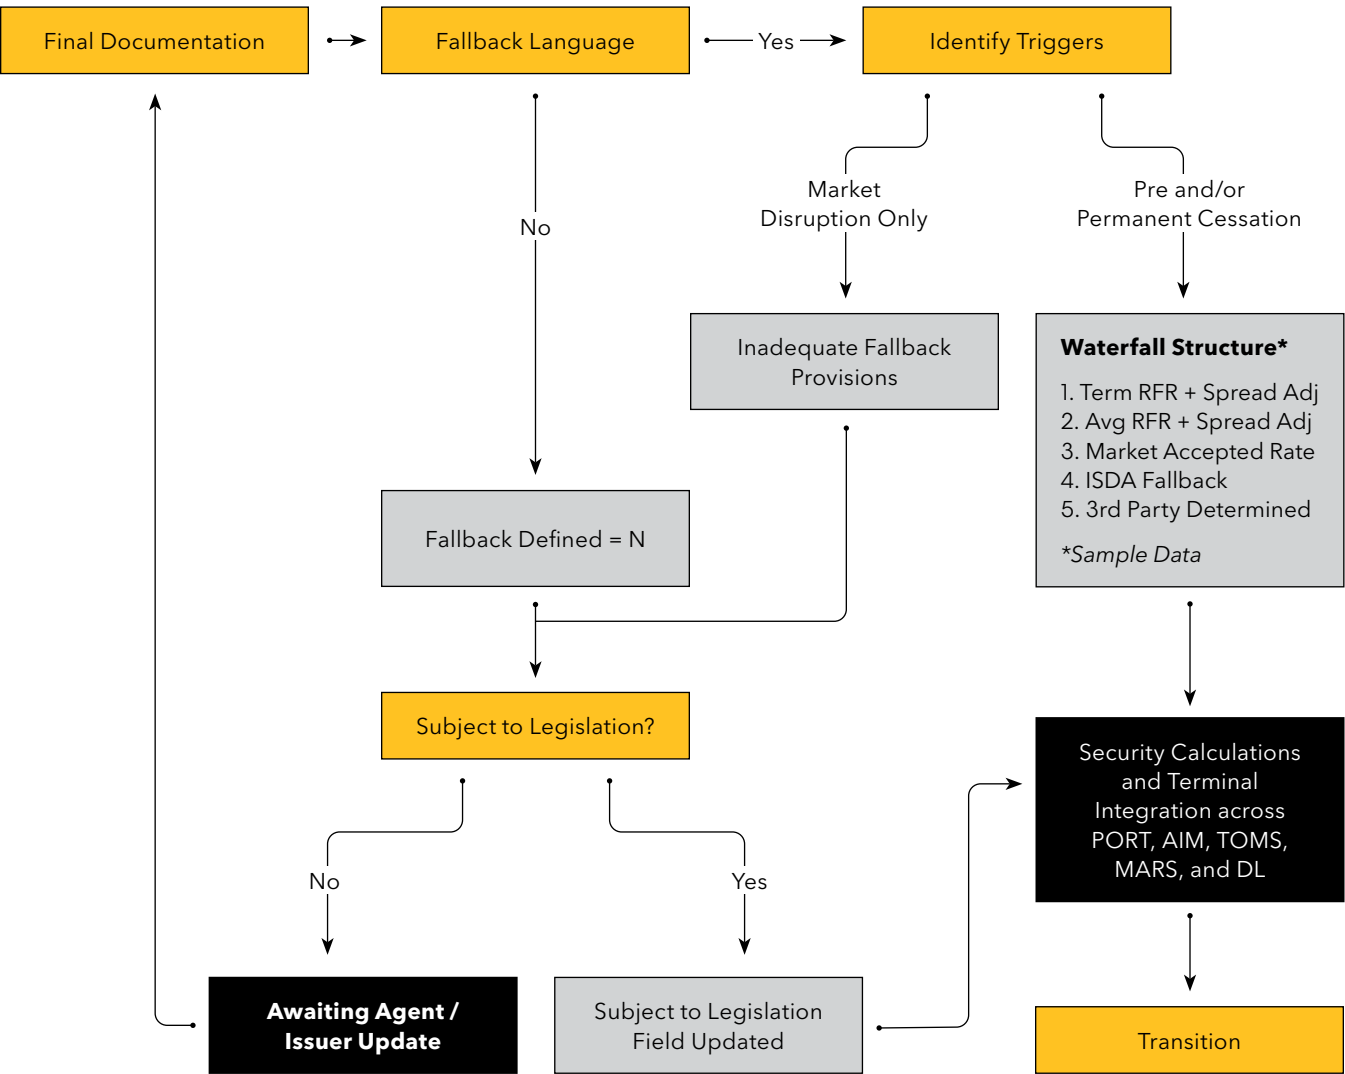 Final Documentation
Fallback Language
Yes
Identify Triggers
Market
Disruption Only
Pre and/or
Permanent Cessation
No
Inadequate Fallback
Provisions
Waterfall Structure*
1. Term RFR + Spread Adj
2. Avg RFR + Spread Adj
3. Market Accepted Rate
4. ISDA Fallback
5. 3rd Party Determined
*Sample Data
Fallback Defined = N
Subject to Legislation?
Security Calculations
and Terminal
Integration across
PORT, AIM, TOMS,
MARS, and DL
No
Yes
Awaiting Agent /
Issuer Update
Subject to Legislation
Field Updated
Transition